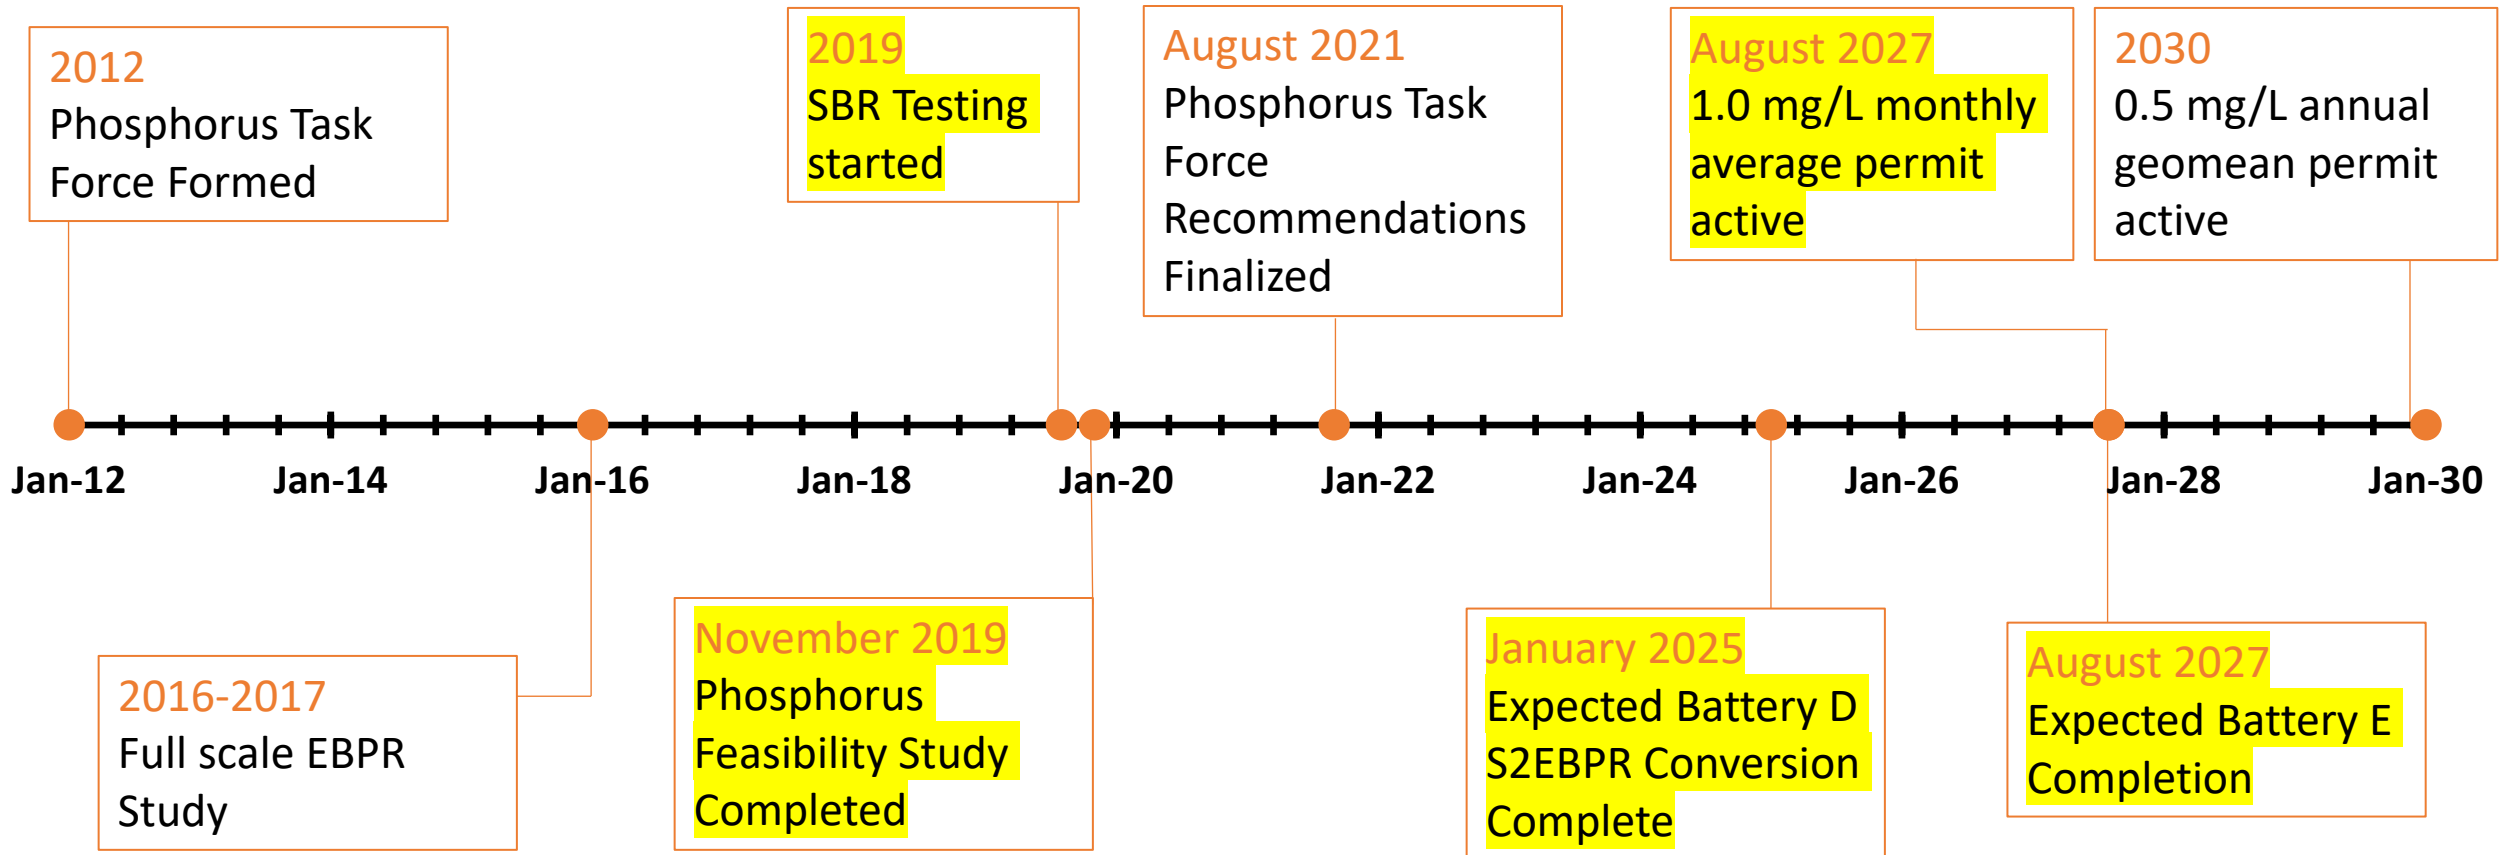 2012
Phosphorus Task
Force Formed
2019
SBR Testing
started
August 2021
Phosphorus Task
Force
Recommendations
Finalized
August 2027
1.0 mg/L monthly
average permit
active
2030
0.5 mg/L annual
geomean permit
active
Jan-12
Jan-14
Jan-16
Jan-18
Jan-20
Jan-22
Jan-24
Jan-26
Jan-28
Jan-30
2016-2017
Full scale EBPR
Study
November 2019
Phosphorus
Feasibility Study
Completed
January 2025
Expected Battery D
S2EBPR Conversion
Complete
August 2027
Expected Battery E
Completion